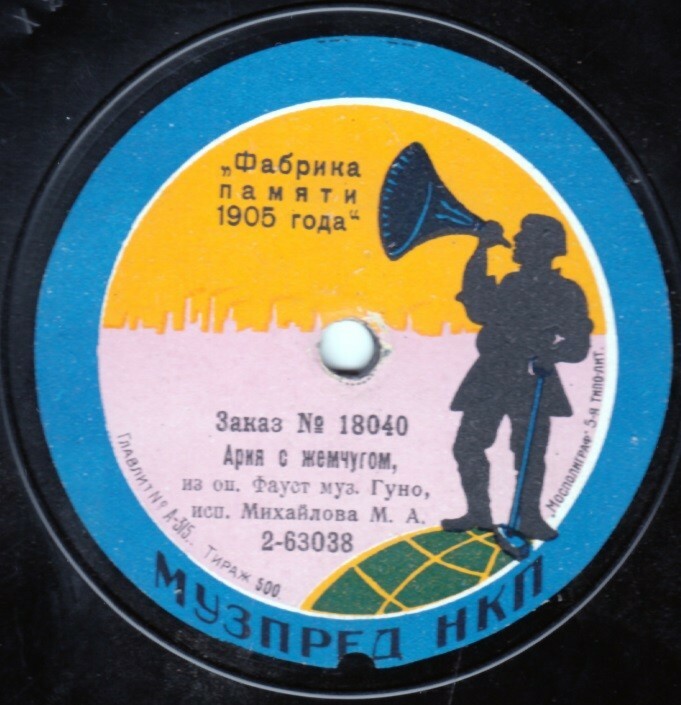 „Фабрика
памяти
1905 года“
Заказ № 18040
Ария с жемчугом,
из оп. Фауст муз. Гуно,
исп. Михайлова М. А.
2-63038
Главлит № А-515.. Тираж 500
„Мосполиграф“ 5-я типо-лит.
МУЗПРЕД НКП